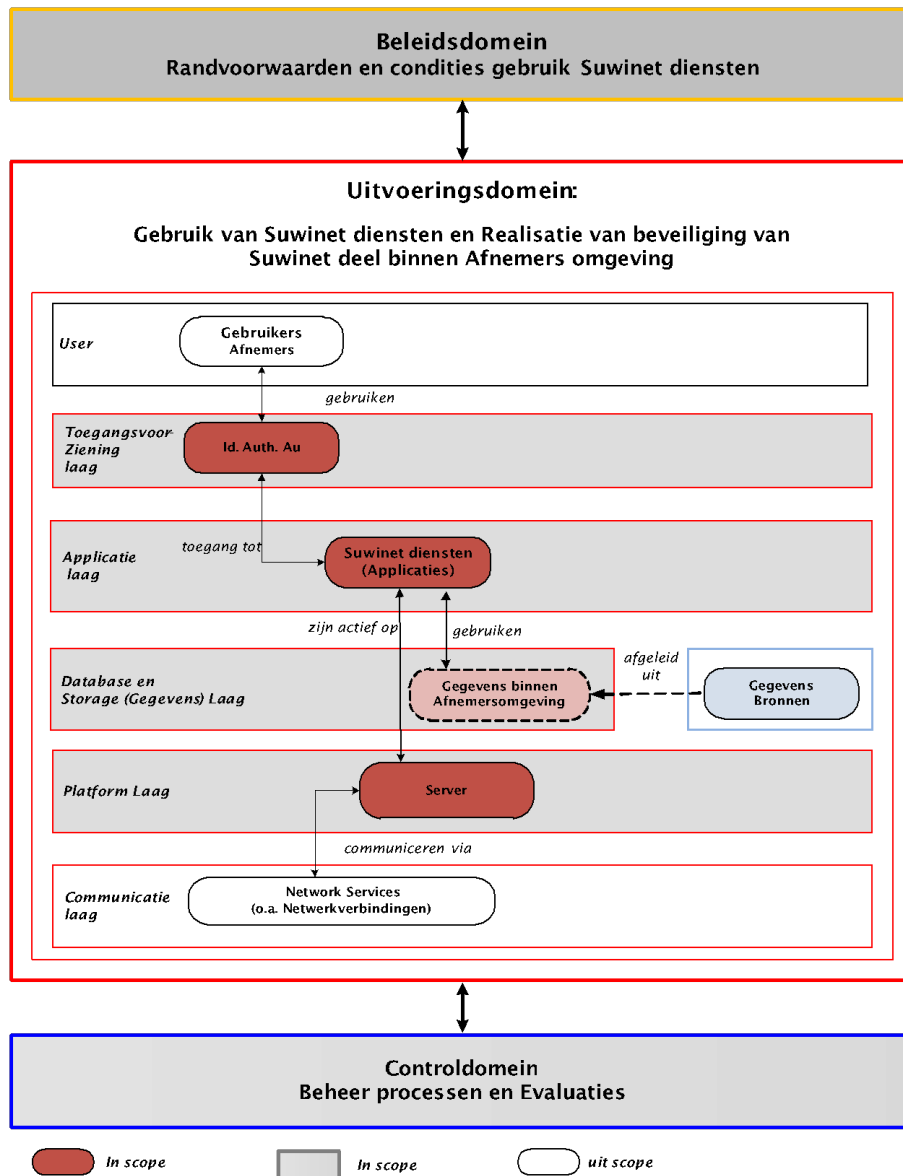 Beleidsdomein
Randvoorwaarden en condities gebruik Suwinet diensten
Uitvoeringsdomein:
Gebruik van Suwinet diensten en Realisatie van beveiliging van
Suwinet deel binnen Afnemers omgeving
User
Gebruikers
Afnemers
gebruiken
Toegangsvoor
Ziening
laag
Id. Auth. Au
toegang tot
Applicatie
laag
Suwinet diensten
(Applicaties)
zijn actief op
gebruiken
Database en
Storage (Gegevens) Laag
Gegevens binnen
Afnemersomgeving
afgeleid
uit
Gegevens
Bronnen
Platform Laag
Server
communiceren via
Communicatie
laag
Network Services
(o.a. Netwerkverbindingen)
Controldomein
Beheer processen en Evaluaties
In scope
In scope
uit scope